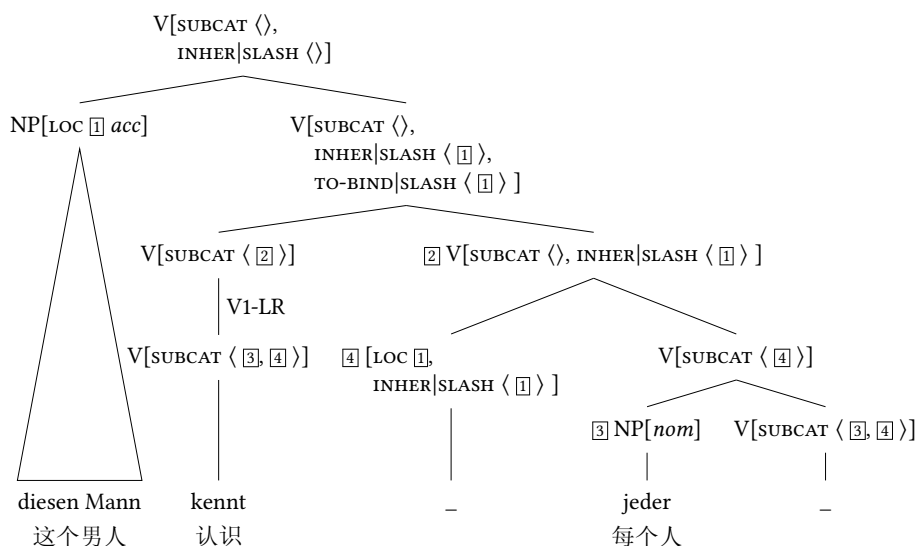 V[SUBCAT ⟨⟩,
INHER|SLASH ⟨⟩]
NP[LOC 1 acc]
V[SUBCAT ⟨⟩,
INHER|SLASH ⟨ 1 ⟩,
TO-BIND|SLASH ⟨ 1 ⟩ ]
V[SUBCAT ⟨ 2 ⟩]
2 V[SUBCAT ⟨⟩, INHER|SLASH ⟨ 1 ⟩ ]
V1-LR
V[SUBCAT ⟨ 3, 4 ⟩]
4 [LOC 1,
INHER|SLASH ⟨ 1 ⟩ ]
V[SUBCAT ⟨ 4 ⟩]
3 NP[nom]
V[SUBCAT ⟨ 3, 4 ⟩]
diesen Mann kennt _ jeder _
这个男人 认识 每个人